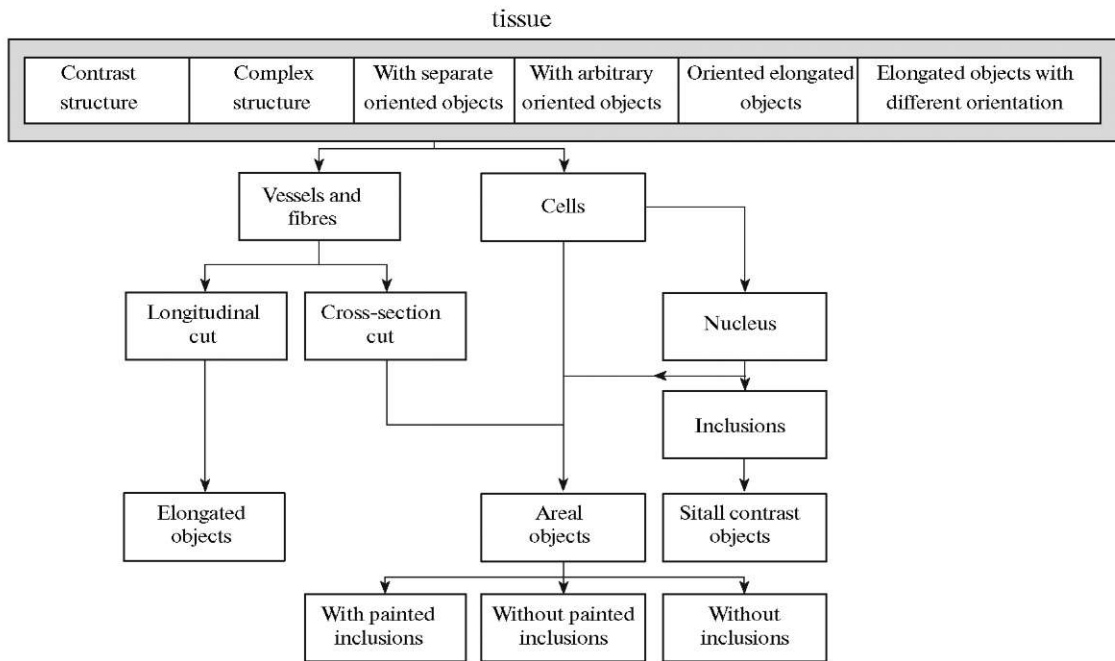 tissue
Contrast
structure
Complex
structure
With separate
oriented objects
With arbitrary
oriented objects
Oriented elongated
objects
Elongated objects with
different orientation
Vessels and
fibres
Cells
Longitudinal
cut
Cross-section
cut
Nucleus
Inclusions
Elongated
objects
Areal
objects
Sitall contrast
objects
With painted
inclusions
Without painted
inclusions
Without
inclusions